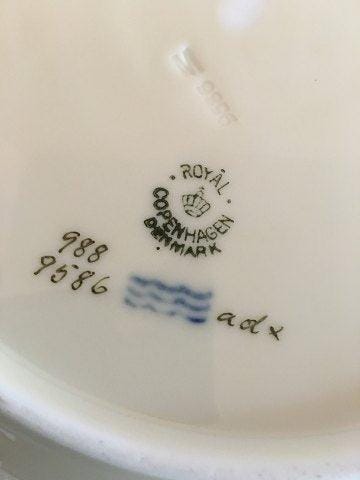 · ROYAL ·
COPENHAGEN
DENMARK
988
9586
adx